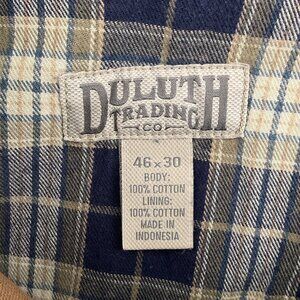 DULUTH
TRADING
CO
46 x 30
BODY:
100% COTTON
LINING:
100% COTTON
MADE IN
INDONESIA